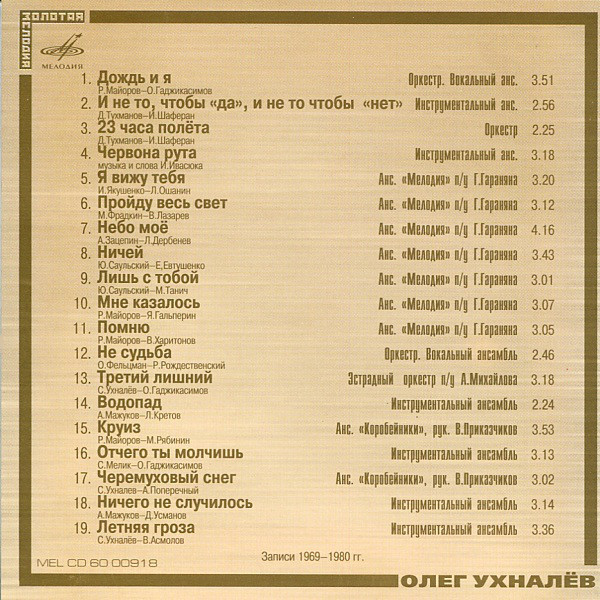 ЗОЛОТАЯ
МЕЛОДИЯ
МЕЛОДИЯ
1. Дождь и я Оркестр. Вокальный анс. 3.51
Р.Майоров–О.Гаджикасимов
2. И не то, чтобы «да», и не то чтобы «нет» Инструментальный анс. 2.56
Д.Тухманов–И.Шаферан
3. 23 часа полёта Оркестр 2.25
Д.Тухманов–И.Шаферан
4. Червона рута Инструментальный анс. 3.18
музыка и слова И.Ивасюка
5. Я вижу тебя Анс. «Мелодия» п/у Г.Гараняна 3.20
И.Якушенко–Л.Ошанин
6. Пройду весь свет Анс. «Мелодия» п/у Г.Гараняна 3.12
М.Фрадкин–В.Лазарев
7. Небо моё Анс. «Мелодия» п/у Г.Гараняна 4.16
А.Зацепин–Л.Дербенев
8. Ничей Анс. «Мелодия» п/у Г.Гараняна 3.43
Ю.Саульский–Е,Евтушенко
9. Лишь с тобой Анс. «Мелодия» п/у Г.Гараняна 3.01
Ю.Саульский–М.Танич
10. Мне казалось Анс. «Мелодия» п/у Г.Гараняна 3.07
Р.Майоров–Я.Гальперин
11. Помню Анс. «Мелодия» п/у Г.Гараняна 3.05
Р.Майоров–В.Харитонов
12. Не судьба Оркестр. Вокальный ансамбль 2.46
О.Фельцман–Р.Рождественский
13. Третий лишний Эстрадный оркестр п/у А.Михайлова 3.18
С.Ухналёв–О.Гаджикасимов
14. Водопад Инструментальный ансамбль 2.24
А.Мажуков–Л.Кретов
15. Круиз Анс. «Коробейники», рук. В.Приказчиков 3.53
Р.Майоров–М.Рябинин
16. Отчего ты молчишь Инструментальный ансамбль 3.13
С.Мелик–О.Гаджикасимов
17. Черемуховый снег Анс. «Коробейники», рук. В.Приказчиков 3.02
С.Ухналев–А.Поперечный
18. Ничего не случилось Инструментальный ансамбль 3.14
А.Мажуков–Д.Усманов
19. Летняя гроза Инструментальный ансамбль 3.36
С.Ухналёв–В.Асмолов
Записи 1969–1980 гг.
MEL CD 60 00918
ОЛЕГ УХНАЛЁВ